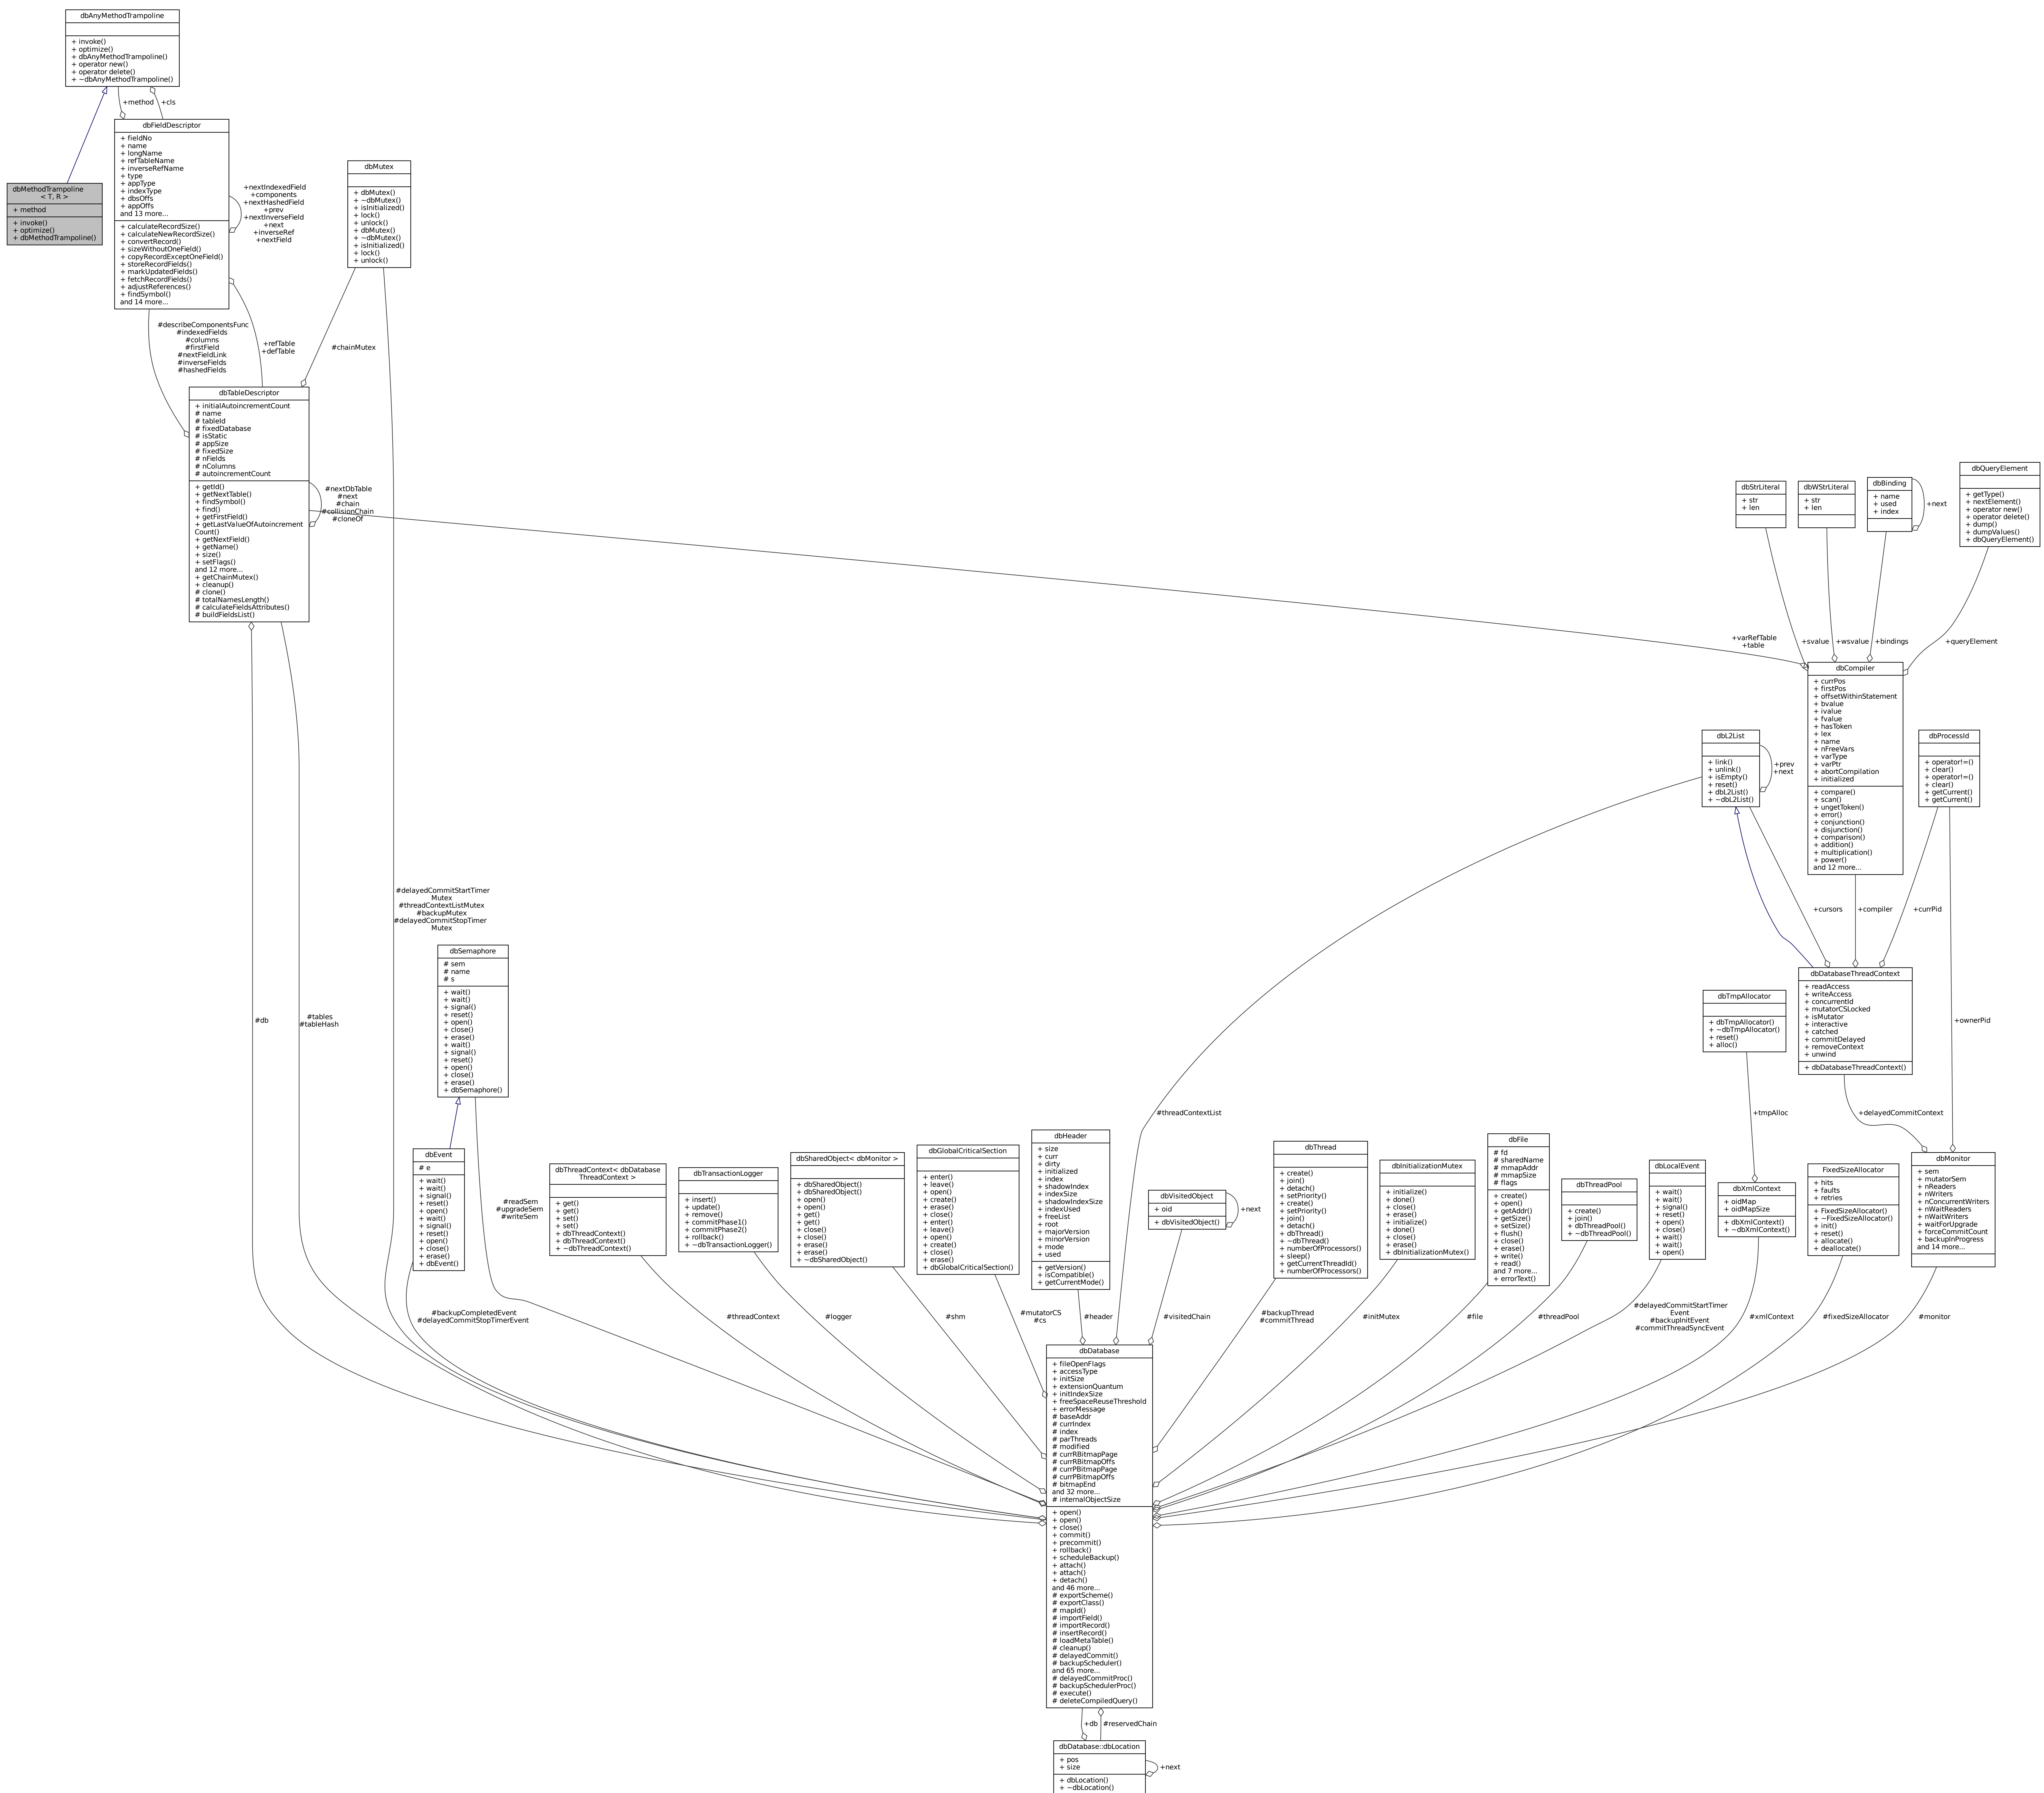 dbAnyMethodTrampoline
+ invoke()
+ optimize()
+ dbAnyMethodTrampoline()
+ operator new()
+ operator delete()
+ ~dbAnyMethodTrampoline()
+method
+cls
dbMethodTrampoline
< T, R >
+ method
+ invoke()
+ optimize()
+ dbMethodTrampoline()
dbFieldDescriptor
+ fieldNo
+ name
+ longName
+ refTableName
+ inverseRefName
+ type
+ appType
+ indexType
+ dbsOffs
+ appOffs
and 13 more...
+ calculateRecordSize()
+ calculateNewRecordSize()
+ convertRecord()
+ sizeWithoutOneField()
+ copyRecordExceptOneField()
+ storeRecordFields()
+ markUpdatedFields()
+ fetchRecordFields()
+ adjustReferences()
+ findSymbol()
and 14 more...
+nextIndexedField
+components
+nextHashedField
+prev
+nextInverseField
+next
+inverseRef
+nextField
dbMutex
+ dbMutex()
+ ~dbMutex()
+ isInitialized()
+ lock()
+ unlock()
+ dbMutex()
+ ~dbMutex()
+ isInitialized()
+ lock()
+ unlock()
#describeComponentsFunc
#indexedFields
#columns
#firstField
#nextFieldLink
#inverseFields
#hashedFields
+refTable
+defTable
#chainMutex
dbTableDescriptor
+ initialAutoincrementCount
# name
# tableId
# fixedDatabase
# isStatic
# appSize
# fixedSize
# nFields
# nColumns
# autoincrementCount
+ getId()
+ getNextTable()
+ findSymbol()
+ find()
+ getFirstField()
+ getLastValueOfAutoincrement
Count()
+ getNextField()
+ getName()
+ size()
+ setFlags()
and 12 more...
+ getChainMutex()
+ cleanup()
# clone()
# totalNamesLength()
# calculateFieldsAttributes()
# buildFieldsList()
#nextDbTable
#next
#chain
#collisionChain
#cloneOf
dbStrLiteral
+ str
+ len
dbWStrLiteral
+ str
+ len
dbBinding
+ name
+ used
+ index
+next
dbQueryElement
+ getType()
+ nextElement()
+ operator new()
+ operator delete()
+ dump()
+ dumpValues()
+ dbQueryElement()
+varRefTable
+table
+svalue
+wsvalue
+bindings
+queryElement
dbCompiler
+ currPos
+ firstPos
+ offsetWithinStatement
+ bvalue
+ ivalue
+ fvalue
+ hasToken
+ lex
+ name
+ nFreeVars
+ varType
+ varPtr
+ abortCompilation
+ initialized
+ compare()
+ scan()
+ ungetToken()
+ error()
+ conjunction()
+ disjunction()
+ comparison()
+ addition()
+ multiplication()
+ power()
and 12 more...
dbL2List
+ link()
+ unlink()
+ isEmpty()
+ reset()
+ dbL2List()
+ ~dbL2List()
+prev
+next
dbProcessId
+ operator!=()
+ clear()
+ operator!=()
+ clear()
+ getCurrent()
+ getCurrent()
+cursors
+compiler
+currPid
#delayedCommitStartTimer
Mutex
#threadContextListMutex
#backupMutex
#delayedCommitStopTimer
Mutex
dbSemaphore
# sem
# name
# s
+ wait()
+ wait()
+ signal()
+ reset()
+ open()
+ close()
+ erase()
+ wait()
+ signal()
+ reset()
+ open()
+ close()
+ erase()
+ dbSemaphore()
dbDatabaseThreadContext
+ readAccess
+ writeAccess
+ concurrentId
+ mutatorCSLocked
+ isMutator
+ interactive
+ catched
+ commitDelayed
+ removeContext
+ unwind
+ dbDatabaseThreadContext()
dbTmpAllocator
+ dbTmpAllocator()
+ ~dbTmpAllocator()
+ reset()
+ alloc()
#db
#tables
#tableHash
+ownerPid
#threadContextList
+tmpAlloc
+delayedCommitContext
dbEvent
# e
+ wait()
+ wait()
+ signal()
+ reset()
+ open()
+ wait()
+ signal()
+ reset()
+ open()
+ close()
+ erase()
+ dbEvent()
#readSem
#upgradeSem
#writeSem
dbThreadContext< dbDatabase
ThreadContext >
+ get()
+ get()
+ set()
+ set()
+ dbThreadContext()
+ dbThreadContext()
+ ~dbThreadContext()
dbTransactionLogger
+ insert()
+ update()
+ remove()
+ commitPhase1()
+ commitPhase2()
+ rollback()
+ ~dbTransactionLogger()
dbSharedObject< dbMonitor >
+ dbSharedObject()
+ dbSharedObject()
+ open()
+ get()
+ get()
+ close()
+ close()
+ erase()
+ erase()
+ ~dbSharedObject()
dbGlobalCriticalSection
+ enter()
+ leave()
+ open()
+ create()
+ erase()
+ close()
+ enter()
+ leave()
+ open()
+ create()
+ close()
+ erase()
+ dbGlobalCriticalSection()
dbHeader
+ size
+ curr
+ dirty
+ initialized
+ index
+ shadowIndex
+ indexSize
+ shadowIndexSize
+ indexUsed
+ freeList
+ root
+ majorVersion
+ minorVersion
+ mode
+ used
+ getVersion()
+ isCompatible()
+ getCurrentMode()
dbVisitedObject
+ oid
+ dbVisitedObject()
+next
dbThread
+ create()
+ join()
+ detach()
+ setPriority()
+ create()
+ setPriority()
+ join()
+ detach()
+ dbThread()
+ ~dbThread()
+ numberOfProcessors()
+ sleep()
+ getCurrentThreadId()
+ numberOfProcessors()
dbInitializationMutex
+ initialize()
+ done()
+ close()
+ erase()
+ initialize()
+ done()
+ close()
+ erase()
+ dbInitializationMutex()
dbFile
# fd
# sharedName
# mmapAddr
# mmapSize
# flags
+ create()
+ open()
+ getAddr()
+ getSize()
+ setSize()
+ flush()
+ close()
+ erase()
+ write()
+ read()
and 7 more...
+ errorText()
dbThreadPool
+ create()
+ join()
+ dbThreadPool()
+ ~dbThreadPool()
dbLocalEvent
+ wait()
+ wait()
+ signal()
+ reset()
+ open()
+ close()
+ wait()
+ wait()
+ open()
dbXmlContext
+ oidMap
+ oidMapSize
+ dbXmlContext()
+ ~dbXmlContext()
FixedSizeAllocator
+ hits
+ faults
+ retries
+ FixedSizeAllocator()
+ ~FixedSizeAllocator()
+ init()
+ reset()
+ allocate()
+ deallocate()
dbMonitor
+ sem
+ mutatorSem
+ nReaders
+ nWriters
+ nConcurrentWriters
+ nWaitReaders
+ nWaitWriters
+ waitForUpgrade
+ forceCommitCount
+ backupInProgress
and 14 more...
#backupCompletedEvent
#delayedCommitStopTimerEvent
#threadContext
#logger
#shm
#mutatorCS
#cs
#header
#visitedChain
#backupThread
#commitThread
#initMutex
#file
#threadPool
#delayedCommitStartTimer
Event
#backupInitEvent
#commitThreadSyncEvent
#xmlContext
#fixedSizeAllocator
#monitor
dbDatabase
+ fileOpenFlags
+ accessType
+ initSize
+ extensionQuantum
+ initIndexSize
+ freeSpaceReuseThreshold
+ errorMessage
# baseAddr
# currIndex
# index
# parThreads
# modified
# currRBitmapPage
# currRBitmapOffs
# currPBitmapPage
# currPBitmapOffs
# bitmapEnd
and 32 more...
# internalObjectSize
+ open()
+ open()
+ close()
+ commit()
+ precommit()
+ rollback()
+ scheduleBackup()
+ attach()
+ attach()
+ detach()
and 46 more...
# exportScheme()
# exportClass()
# mapId()
# importField()
# importRecord()
# insertRecord()
# loadMetaTable()
# cleanup()
# delayedCommit()
# backupScheduler()
and 65 more...
# delayedCommitProc()
# backupSchedulerProc()
# execute()
# deleteCompiledQuery()
+db
#reservedChain
dbDatabase::dbLocation
+ pos
+ size
+ dbLocation()
+ ~dbLocation()
+next